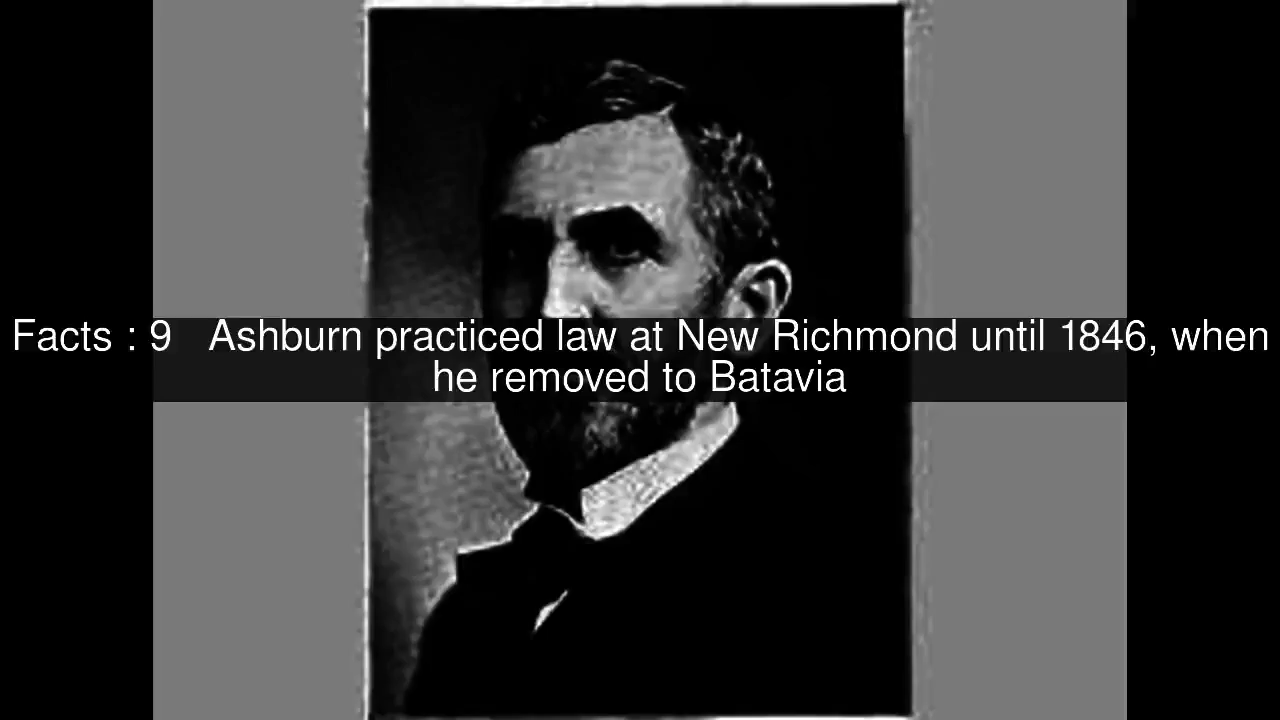 Facts : 9 Ashburn practiced law at New Richmond until 1846, when
he removed to Batavia